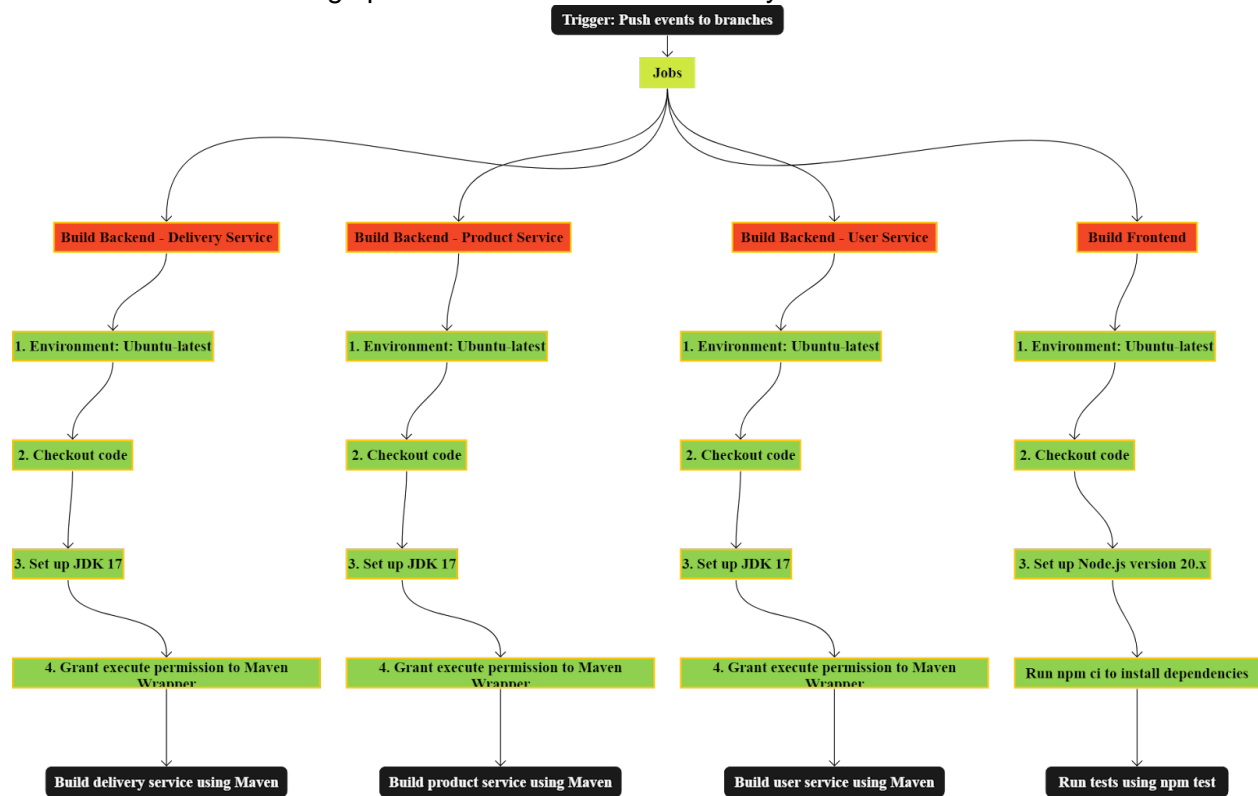 Trigger: Push events to branches
Jobs
Build Backend - Delivery Service
Build Backend - Product Service
Build Backend - User Service
Build Frontend
1. Environment: Ubuntu-latest
1. Environment: Ubuntu-latest
1. Environment: Ubuntu-latest
1. Environment: Ubuntu-latest
2. Checkout code
2. Checkout code
2. Checkout code
2. Checkout code
3. Set up JDK 17
3. Set up JDK 17
3. Set up JDK 17
3. Set up Node.js version 20.x
4. Grant execute permission to Maven
Wrapper
4. Grant execute permission to Maven
Wrapper
4. Grant execute permission to Maven
Wrapper
Run npm ci to install dependencies
Build delivery service using Maven
Build product service using Maven
Build user service using Maven
Run tests using npm test